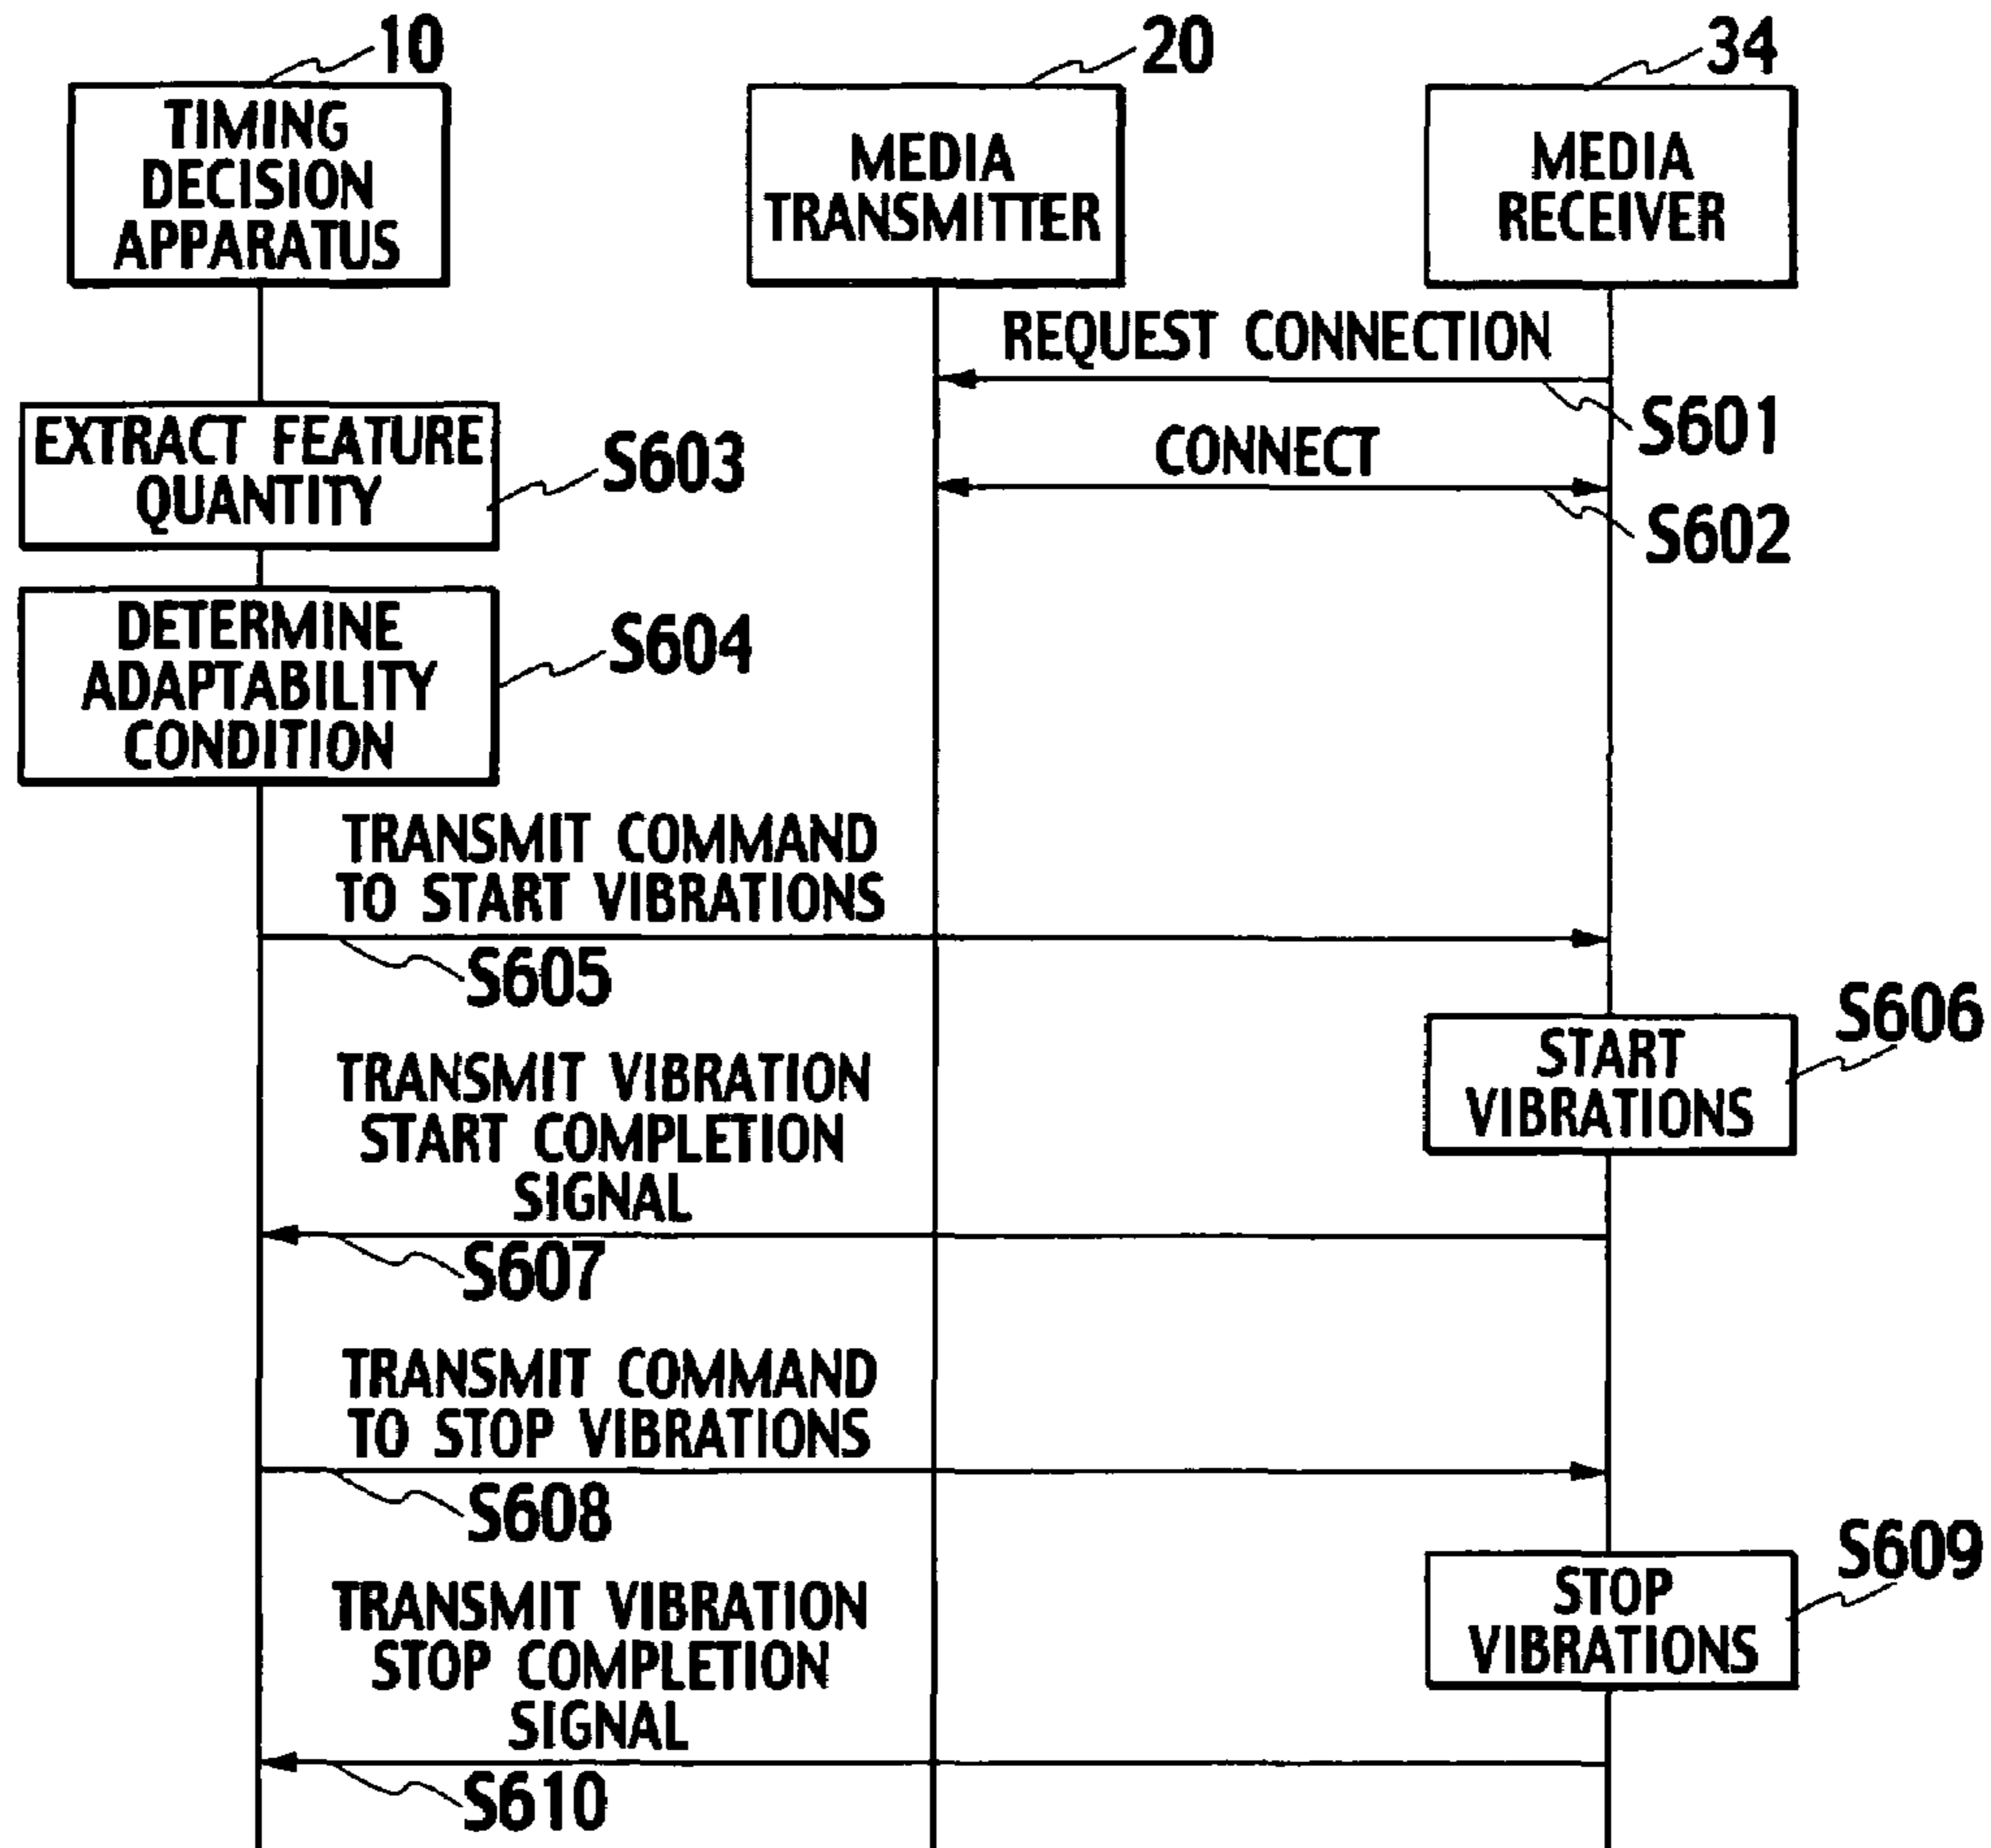 10
20
34
TIMING
DECISION
APPARATUS
MEDIA
TRANSMITTER
MEDIA
RECEIVER
REQUEST CONNECTION
S601
CONNECT
S602
EXTRACT FEATURE
QUANTITY
S603
DETERMINE
ADAPTABILITY
CONDITION
S604
TRANSMIT COMMAND
TO START VIBRATIONS
S605
START
VIBRATIONS
S606
TRANSMIT VIBRATION
START COMPLETION
SIGNAL
S607
TRANSMIT COMMAND
TO STOP VIBRATIONS
S608
STOP
VIBRATIONS
S609
TRANSMIT VIBRATION
STOP COMPLETION
SIGNAL
S610